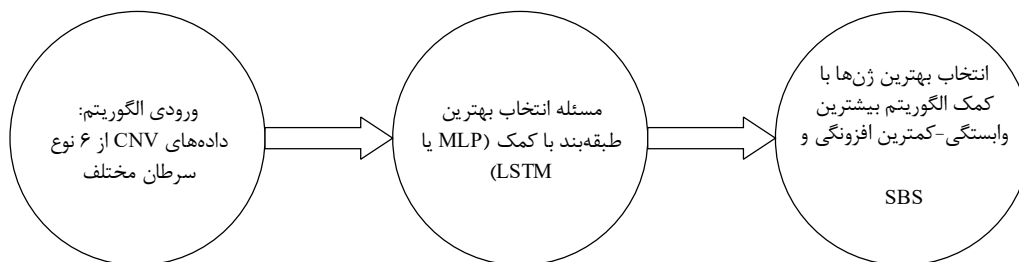 ورودی الگوریتم:
داده‌های CNV از ۶ نوع
سرطان مختلف
مسئله انتخاب بهترین
طبقه‌بند با کمک (MLP یا
LSTM)
انتخاب بهترین ژن‌ها با
کمک الگوریتم بیشترین
وابستگی-کمترین افزونگی و
SBS